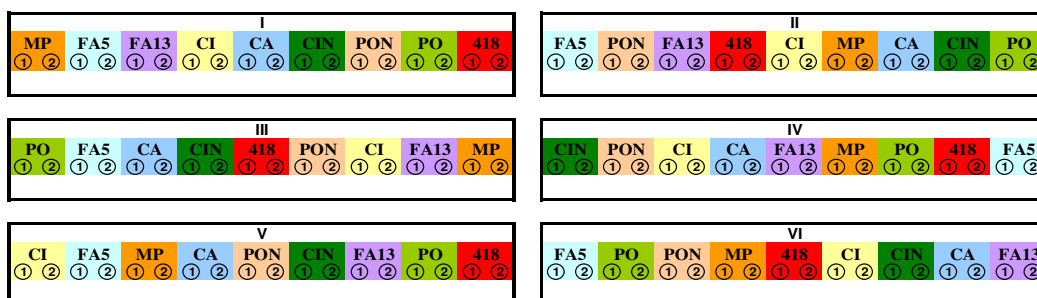 I
MP FA5 FA13 CI CA CIN PON PO 418
① ② ① ② ① ② ① ② ① ② ① ② ① ② ① ② ① ②
II
FA5 PON FA13 418 CI MP CA CIN PO
① ② ① ② ① ② ① ② ① ② ① ② ① ② ① ② ① ②
III
PO FA5 CA CIN 418 PON CI FA13 MP
① ② ① ② ① ② ① ② ① ② ① ② ① ② ① ② ① ②
IV
CIN PON CI CA FA13 MP PO 418 FA5
① ② ① ② ① ② ① ② ① ② ① ② ① ② ① ② ① ②
V
CI FA5 MP CA PON CIN FA13 PO 418
① ② ① ② ① ② ① ② ① ② ① ② ① ② ① ② ① ②
VI
FA5 PO PON MP 418 CI CIN CA FA13
① ② ① ② ① ② ① ② ① ② ① ② ① ② ① ② ① ②